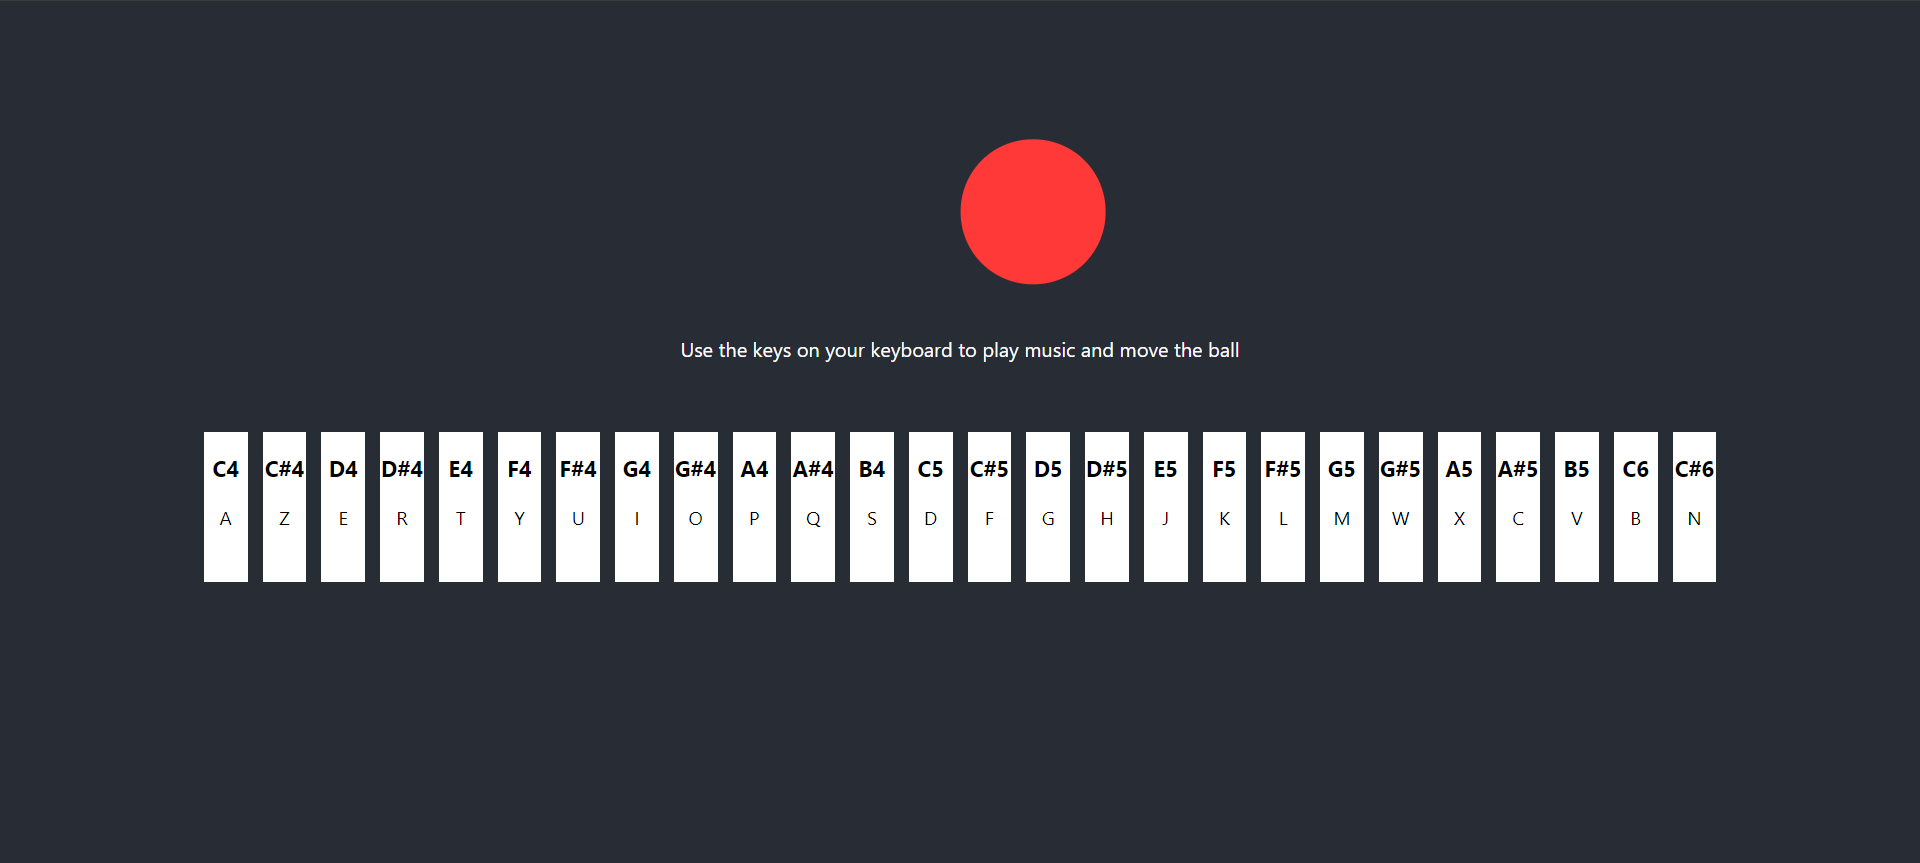 Use the keys on your keyboard to play music and move the ball
C4 C#4 D4 D#4 E4 F4 F#4 G4 G#4 A4 A#4 B4 C5 C#5 D5 D#5 E5 F5 F#5 G5 G#5 A5 A#5 B5 C6 C#6
A Z E R T Y U I O P Q S D F G H J K L M W X C V B N